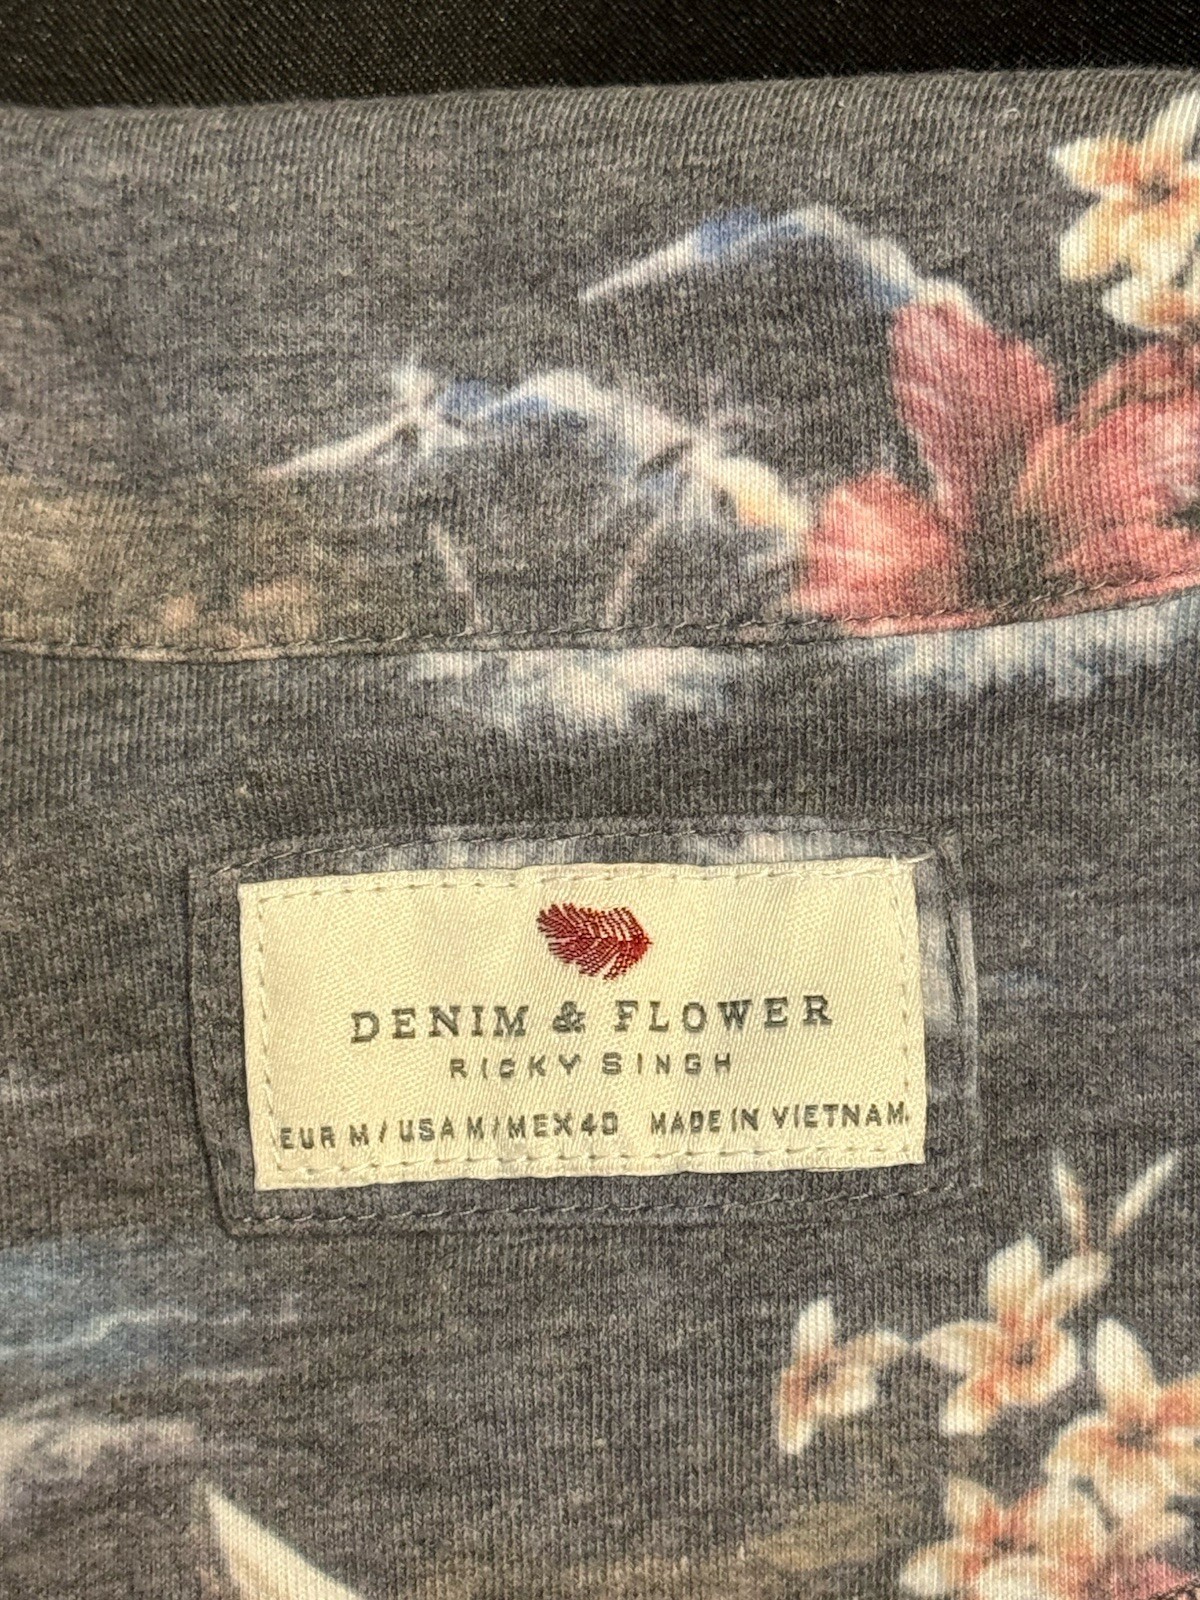 DENIM & FLOWER
RICKY SINGH
EUR M / USA M / MEX 40 MADE IN VIETNAM